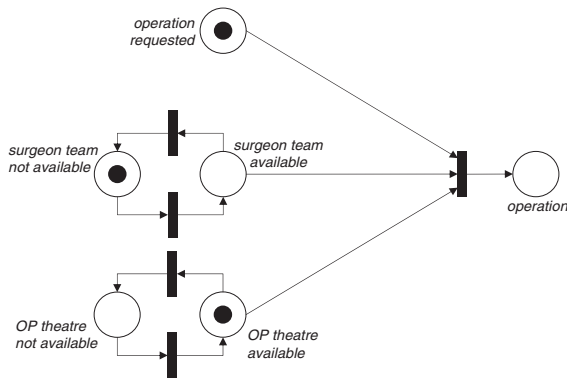 operation
requested
surgeon team
not available
surgeon team
available
operation
OP theatre
not available
OP theatre
available